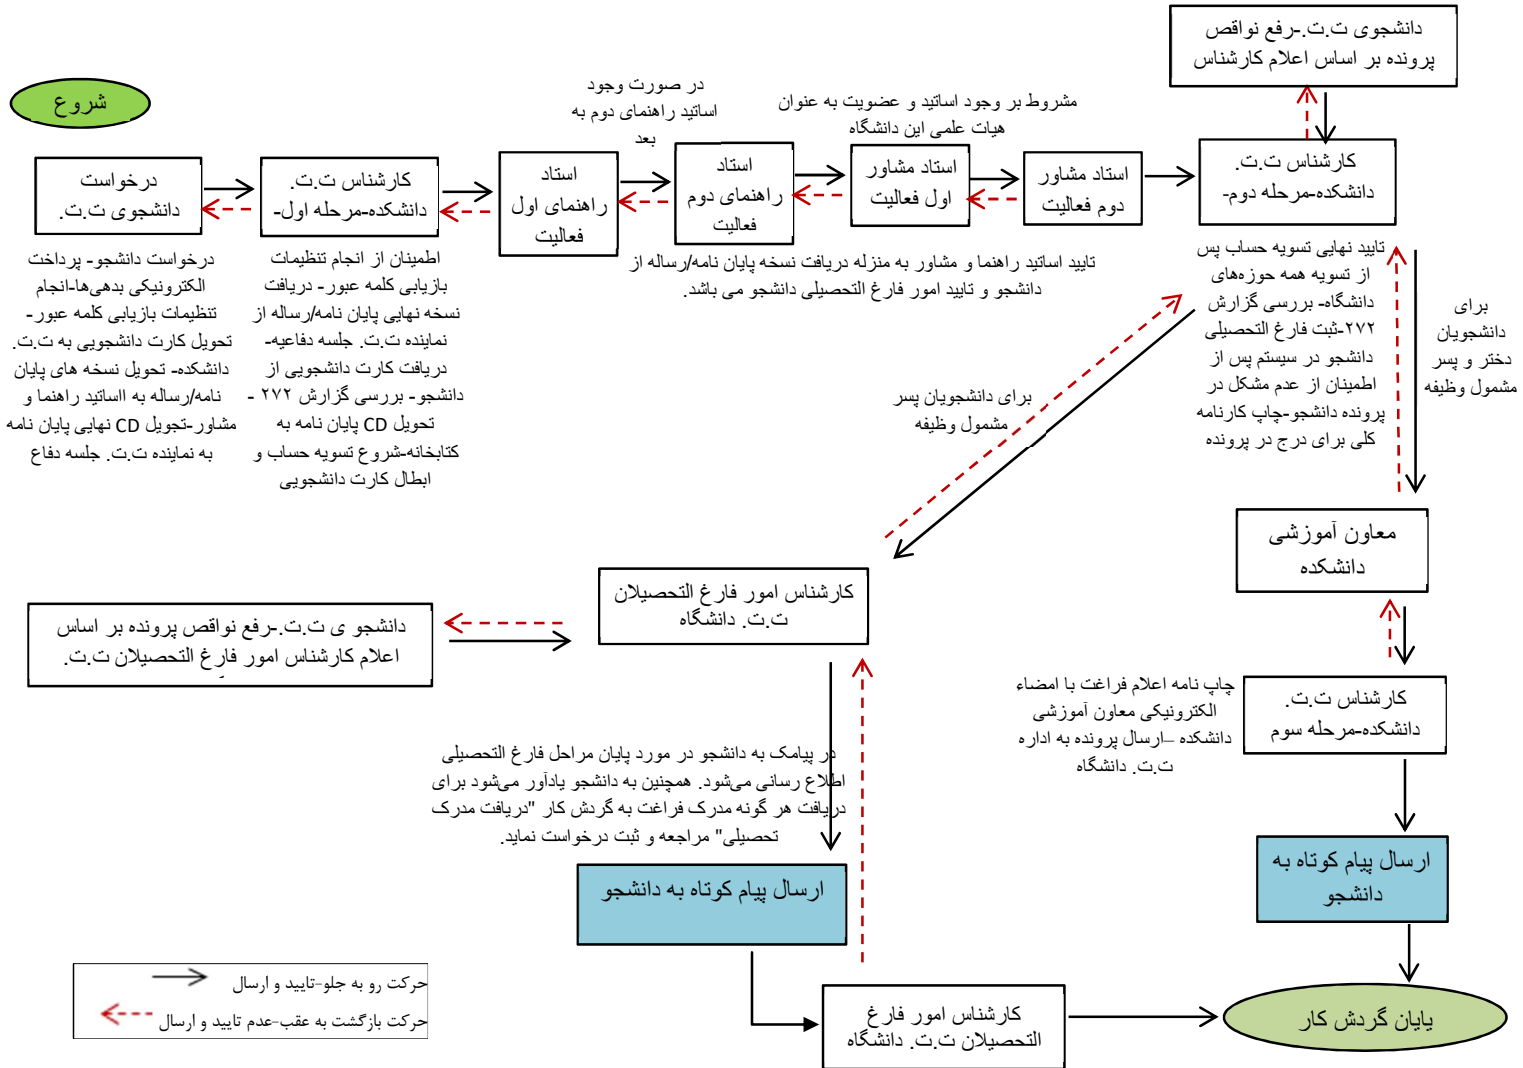 دانشجوی ت.ت.-رفع نواقص
پرونده بر اساس اعلام کارشناس
شروع
در صورت وجود
اساتید راهنمای دوم به
بعد
مشروط بر وجود اساتید و عضویت به عنوان
هیات علمی این دانشگاه
درخواست
دانشجوی ت.ت.
کارشناس ت.ت.
دانشکده-مرحله اول-
استاد
راهنمای اول
فعالیت
استاد
راهنمای دوم
فعالیت
استاد مشاور
اول فعالیت
استاد مشاور
دوم فعالیت
کارشناس ت.ت.
دانشکده-مرحله دوم-
درخواست دانشجو- پرداخت
الکترونیکی بدهی‌ها-انجام
تنظیمات بازیابی کلمه عبور-
تحویل کارت دانشجویی به ت.ت.
دانشکده- تحویل نسخه های پایان
نامه/رساله به ااساتید راهنما و
مشاور-تجویل CD نهایی پایان نامه
به نماینده ت.ت. جلسه دفاع
اطمینان از انجام تنظیمات
بازیابی کلمه عبور- دریافت
نسخه نهایی پایان نامه/رساله از
نماینده ت.ت. جلسه دفاعیه-
دریافت کارت دانشجویی از
دانشجو- بررسی گزارش ۲۷۲ -
تحویل CD پایان نامه به
کتابخانه-شروع تسویه حساب و
ابطال کارت دانشجویی
تایید اساتید راهنما و مشاور به منزله دریافت نسخه پایان نامه/رساله از
دانشجو و تایید امور فارغ التحصیلی دانشجو می باشد.
تایید نهایی تسویه حساب پس
از تسویه همه حوزه‌های
دانشگاه- بررسی گزارش
۲۷۲-ثبت فارغ التحصیلی
دانشجو در سیستم پس از
اطمینان از عدم مشکل در
پرونده دانشجو-چاپ کارنامه
کلی برای درج در پرونده
برای
دانشجویان
دختر و پسر
مشمول وظیفه
برای دانشجویان پسر
مشمول وظیفه
معاون آموزشی
دانشکده
کارشناس امور فارغ التحصیلان
ت.ت. دانشگاه
دانشجو ی ت.ت.-رفع نواقص پرونده بر اساس
اعلام کارشناس امور فارغ التحصیلان ت.ت.
چاپ نامه اعلام فراغت با امضاء
الکترونیکی معاون آموزشی
دانشکده –ارسال پرونده به اداره
ت.ت. دانشگاه
کارشناس ت.ت.
دانشکده-مرحله سوم
در پیامک به دانشجو در مورد پایان مراحل فارغ التحصیلی
اطلاع رسانی می‌شود. همچنین به دانشجو یادآور می‌شود برای
دریافت هر گونه مدرک فراغت به گردش کار "دریافت مدرک
تحصیلی" مراجعه و ثبت درخواست نماید.
ارسال پیام کوتاه به دانشجو
ارسال پیام کوتاه به
دانشجو
حرکت رو به جلو-تایید و ارسال
حرکت بازگشت به عقب-عدم تایید و ارسال
کارشناس امور فارغ
التحصیلان ت.ت. دانشگاه
پایان گردش کار